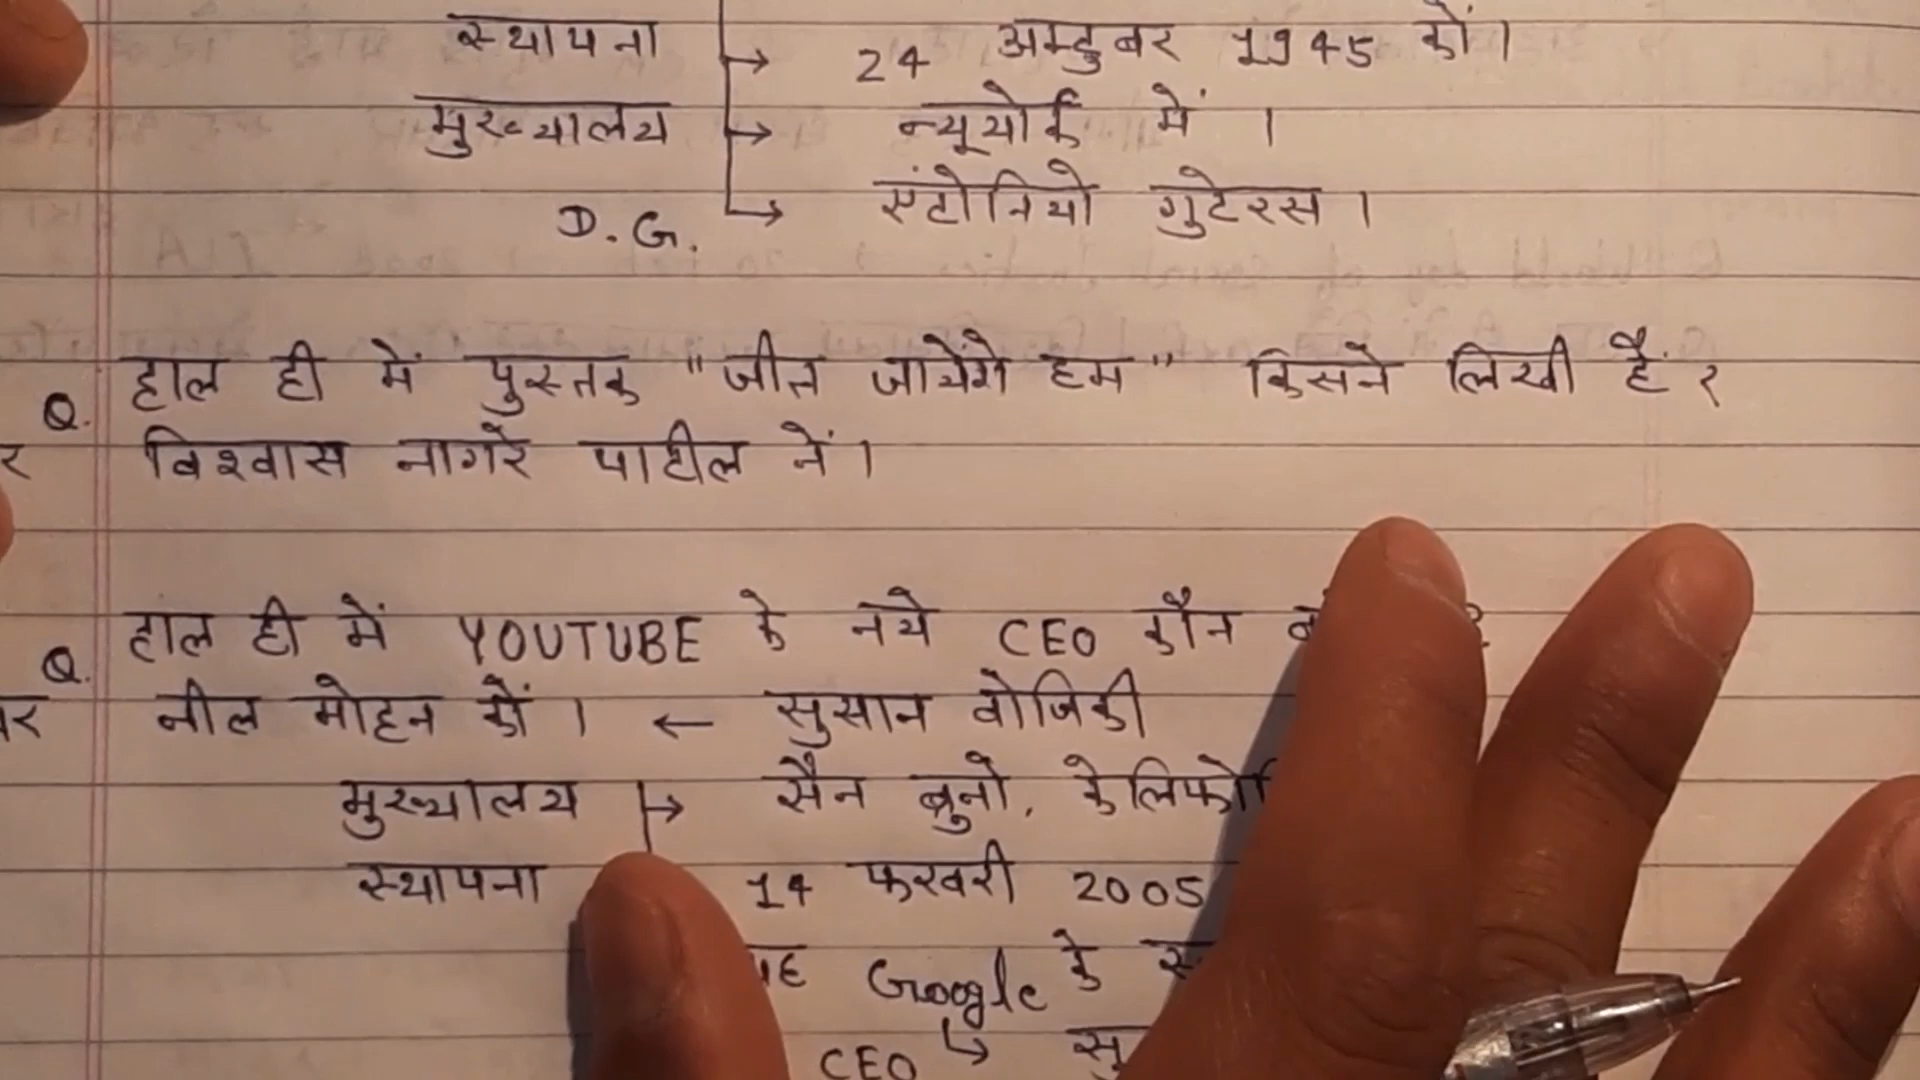 स्थापना → 24 अक्टुबर 1945 कों।
मुख्यालय → न्यूयोर्क में ।
D.G. → एंटोनियो गुटेरस ।
Q. हाल ही में पुस्तक "जीत जायेंगे हम" किसने लिखी हैं ?
विश्वास नागरे पाटील नें।
Q. हाल ही में YOUTUBE के नये CEO कौन
नील मोहन कों । ← सुसान वोजिकी
मुख्यालय → सैन ब्रुनो, केलिफो
स्थापना 14 फरवरी 2005
Google के
CEO ↳ सु